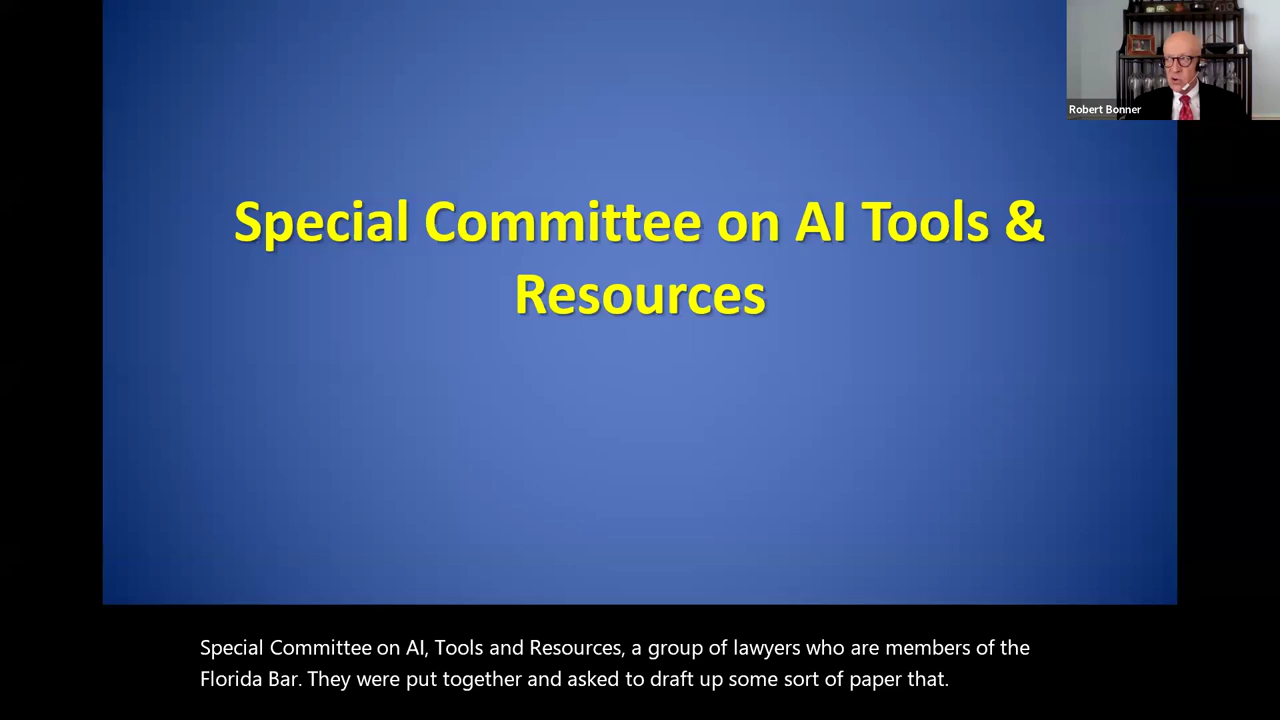 Robert Bonner
Special Committee on AI Tools &
Resources
Special Committee on AI, Tools and Resources, a group of lawyers who are members of the
Florida Bar. They were put together and asked to draft up some sort of paper that.